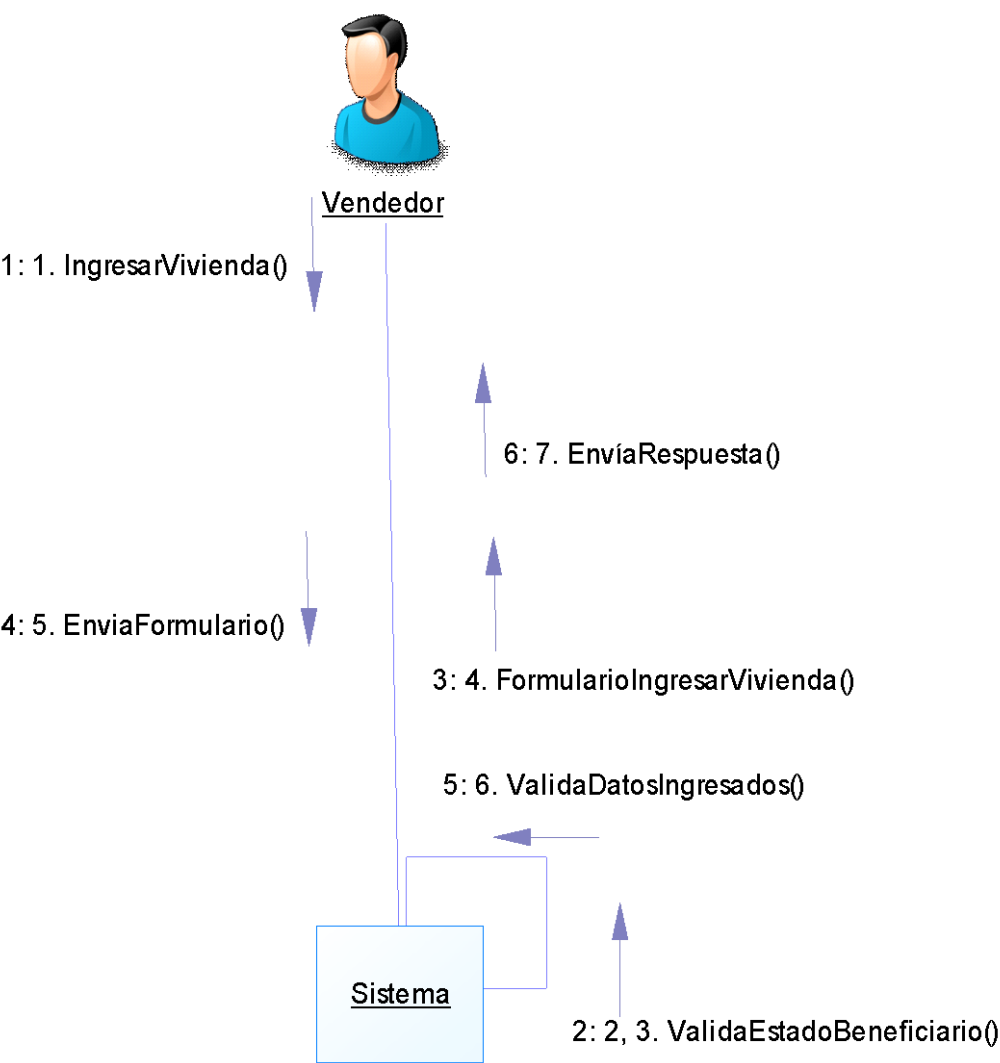 Vendedor
1: 1. IngresarVivienda()
6: 7. EnvíaRespuesta()
4: 5. EnviaFormulario()
3: 4. FormularioIngresarVivienda()
5: 6. ValidaDatosIngresados()
Sistema
2: 2, 3. ValidaEstadoBeneficiario()